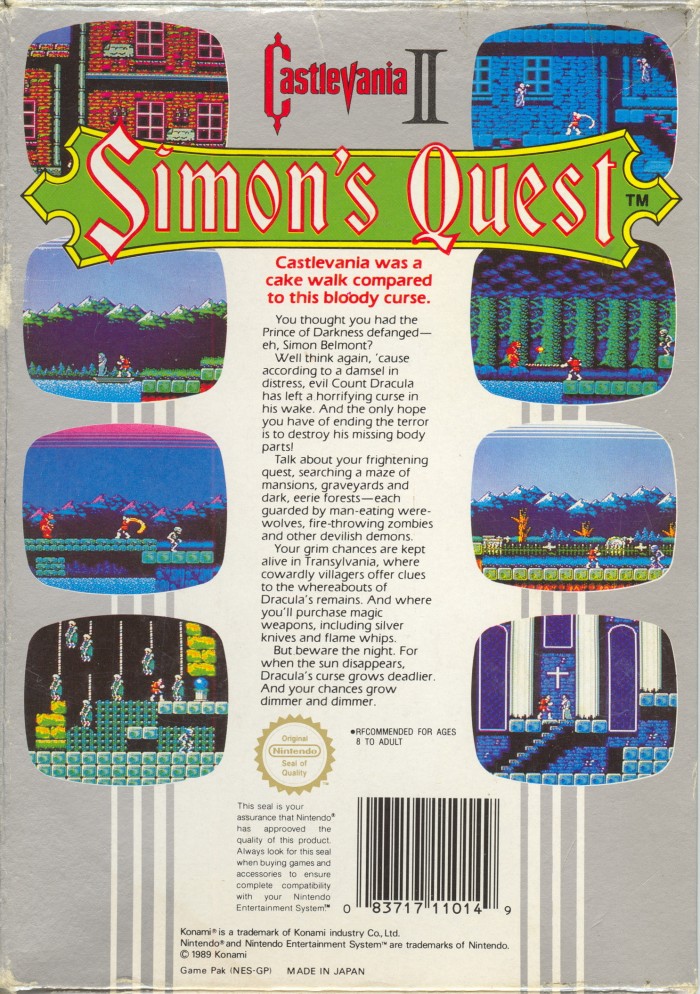 Castlevania II
Simon's Quest TM
Castlevania was a
cake walk compared
to this bloody curse.
You thought you had the
Prince of Darkness defanged—
eh, Simon Belmont?
Well think again, 'cause
according to a damsel in
distress, evil Count Dracula
has left a horrifying curse in
his wake. And the only hope
you have of ending the terror
is to destroy his missing body
parts!
Talk about your frightening
quest, searching a maze of
mansions, graveyards and
dark, eerie forests—each
guarded by man-eating were-
wolves, fire-throwing zombies
and other devilish demons.
Your grim chances are kept
alive in Transylvania, where
cowardly villagers offer clues
to the whereabouts of
Dracula's remains. And where
you'll purchase magic
weapons, including silver
knives and flame whips.
But beware the night. For
when the sun disappears,
Dracula's curse grows deadlier.
And your chances grow
dimmer and dimmer.
•RECOMMENDED FOR AGES
8 TO ADULT
Original
Nintendo
Seal of
Quality
TM
This seal is your
assurance that Nintendo®
has approoved the
quality of this product.
Always look for this seal
when buying games and
accessories to ensure
complete compatibility
with your Nintendo
Entertainment System™
0 83717 11014 9
Konami® is a trademark of Konami industry Co., Ltd.
Nintendo® and Nintendo Entertainment System™ are trademarks of Nintendo.
© 1989 Konami
Game Pak (NES-GP) MADE IN JAPAN